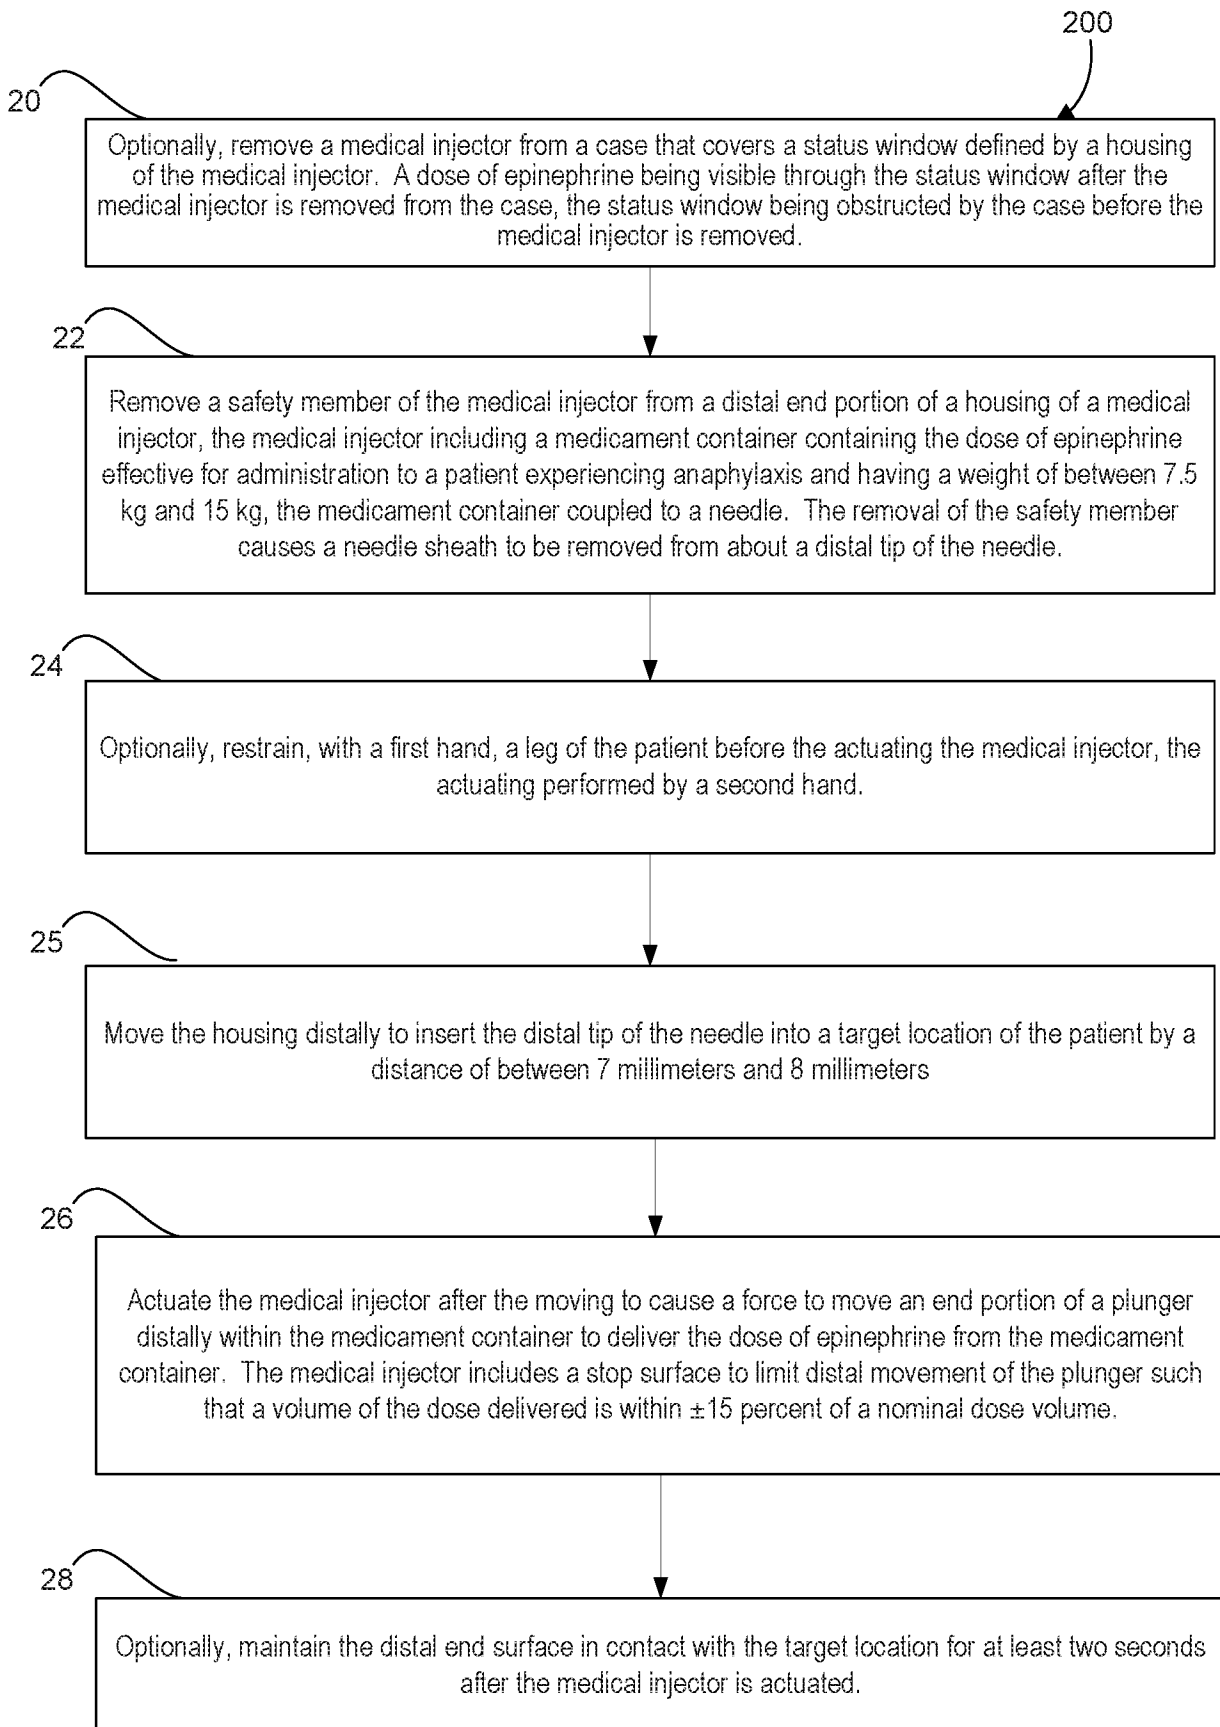 200
20
Optionally, remove a medical injector from a case that covers a status window defined by a housing
of the medical injector. A dose of epinephrine being visible through the status window after the
medical injector is removed from the case, the status window being obstructed by the case before the
medical injector is removed.
22
Remove a safety member of the medical injector from a distal end portion of a housing of a medical
injector, the medical injector including a medicament container containing the dose of epinephrine
effective for administration to a patient experiencing anaphylaxis and having a weight of between 7.5
kg and 15 kg, the medicament container coupled to a needle. The removal of the safety member
causes a needle sheath to be removed from about a distal tip of the needle.
24
Optionally, restrain, with a first hand, a leg of the patient before the actuating the medical injector, the
actuating performed by a second hand.
25
Move the housing distally to insert the distal tip of the needle into a target location of the patient by a
distance of between 7 millimeters and 8 millimeters
26
Actuate the medical injector after the moving to cause a force to move an end portion of a plunger
distally within the medicament container to deliver the dose of epinephrine from the medicament
container. The medical injector includes a stop surface to limit distal movement of the plunger such
that a volume of the dose delivered is within ±15 percent of a nominal dose volume.
28
Optionally, maintain the distal end surface in contact with the target location for at least two seconds
after the medical injector is actuated.